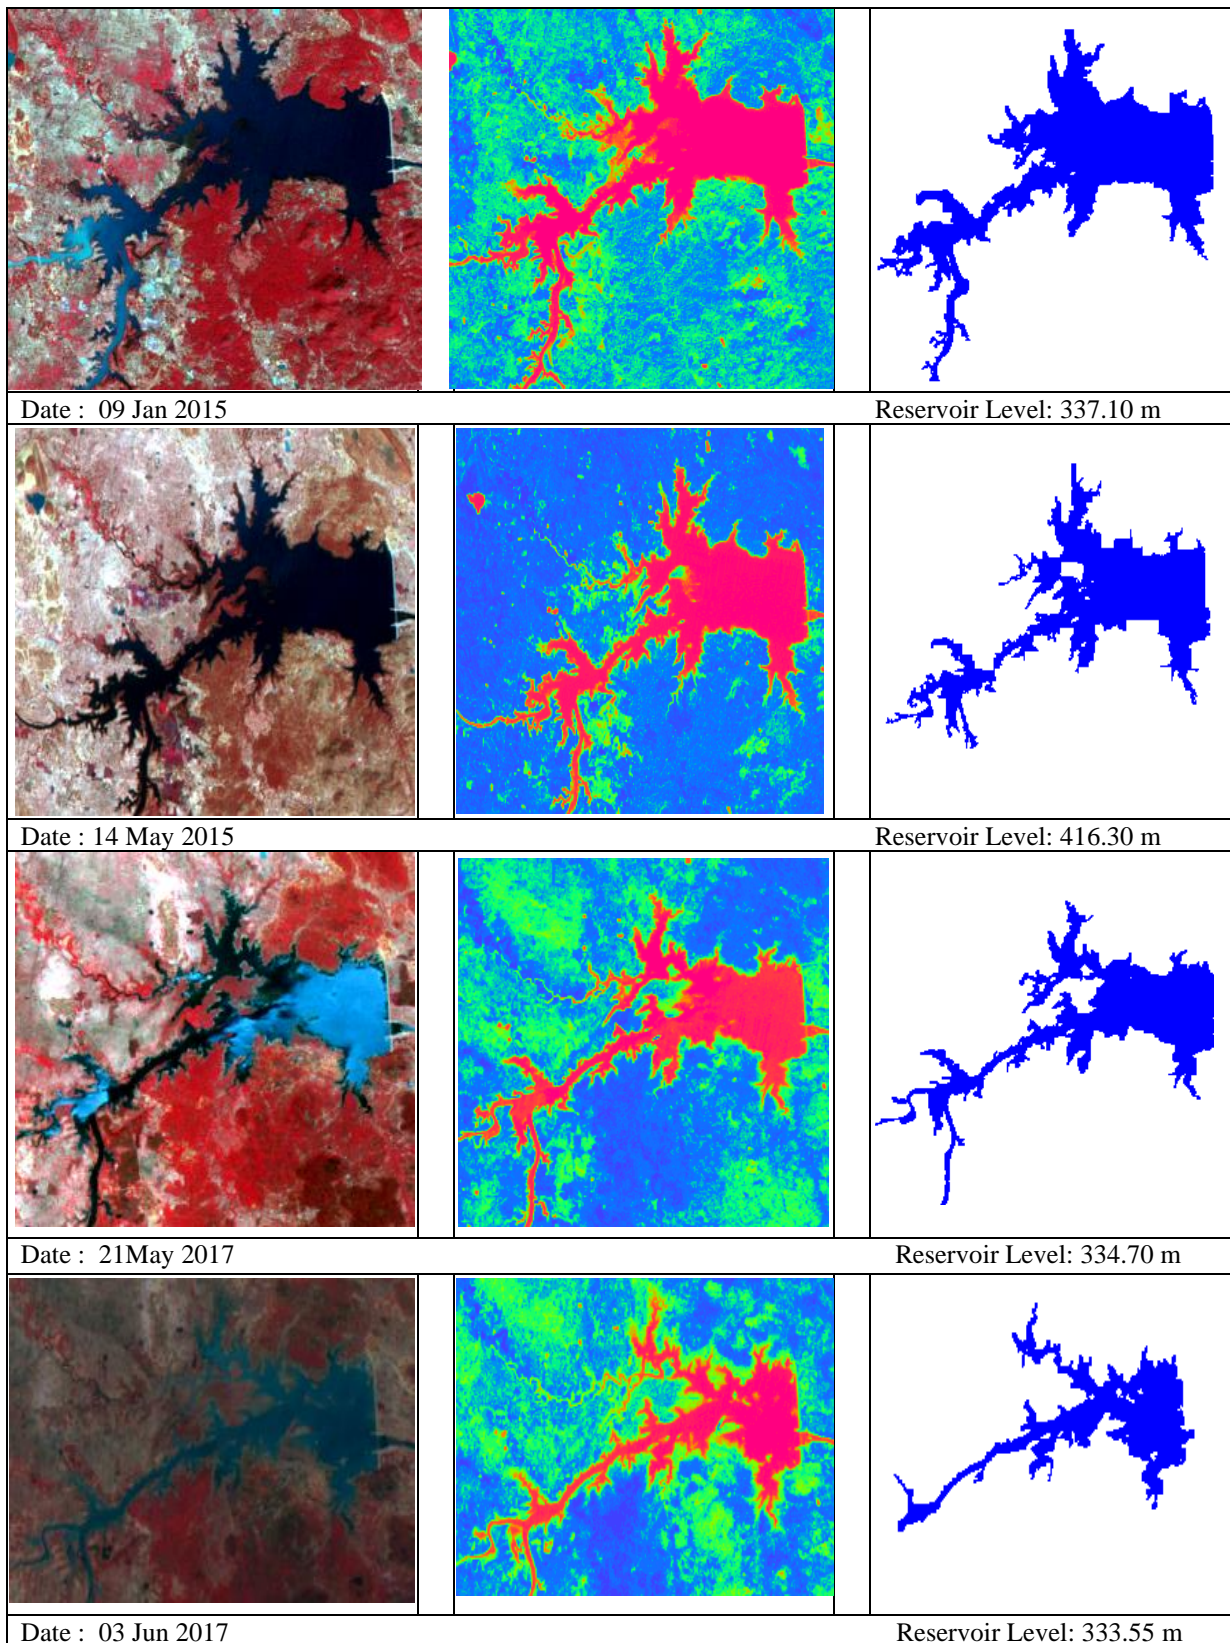 Date : 09 Jan 2015 Reservoir Level: 337.10 m
Date : 14 May 2015 Reservoir Level: 416.30 m
Date : 21May 2017 Reservoir Level: 334.70 m
Date : 03 Jun 2017 Reservoir Level: 333.55 m